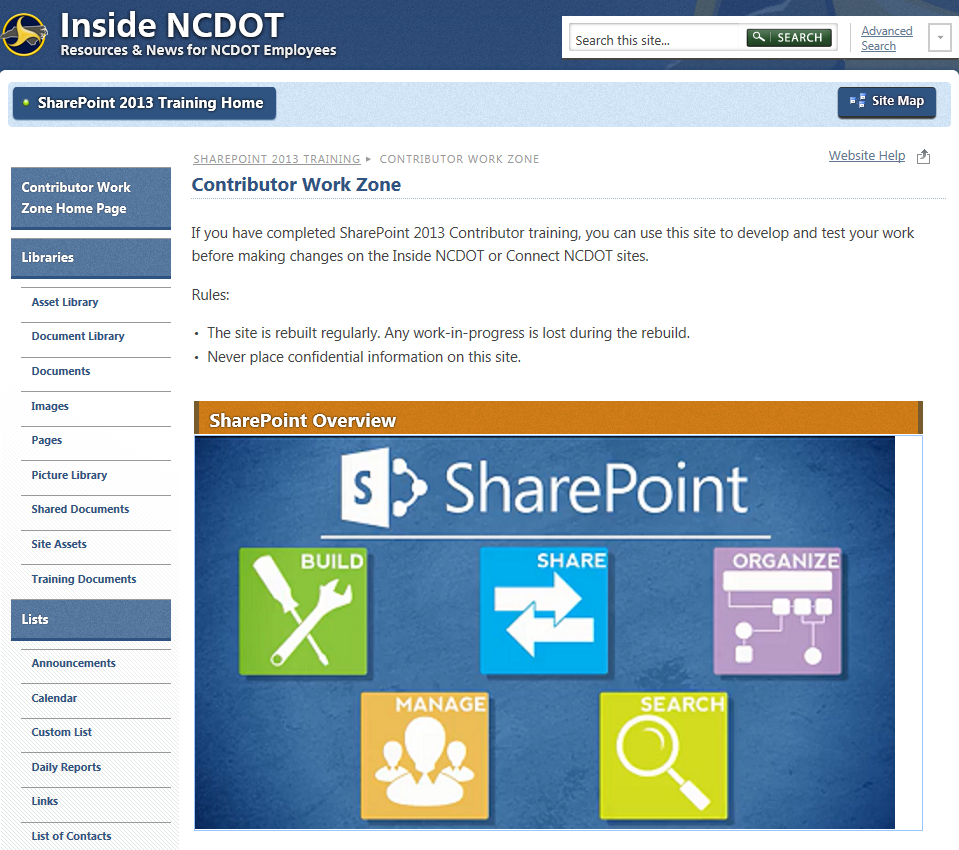 Inside NCDOT
Resources & News for NCDOT Employees
Search this site...
SEARCH
Advanced
Search
SharePoint 2013 Training Home
Site Map
SHAREPOINT 2013 TRAINING ▸ CONTRIBUTOR WORK ZONE
Website Help
Contributor Work Zone
Contributor Work
Zone Home Page
Libraries
Asset Library
Document Library
Documents
Images
Pages
Picture Library
Shared Documents
Site Assets
Training Documents
Lists
Announcements
Calendar
Custom List
Daily Reports
Links
List of Contacts
If you have completed SharePoint 2013 Contributor training, you can use this site to develop and test your work
before making changes on the Inside NCDOT or Connect NCDOT sites.
Rules:
• The site is rebuilt regularly. Any work-in-progress is lost during the rebuild.
• Never place confidential information on this site.
SharePoint Overview
S SharePoint
BUILD
SHARE
ORGANIZE
MANAGE
SEARCH